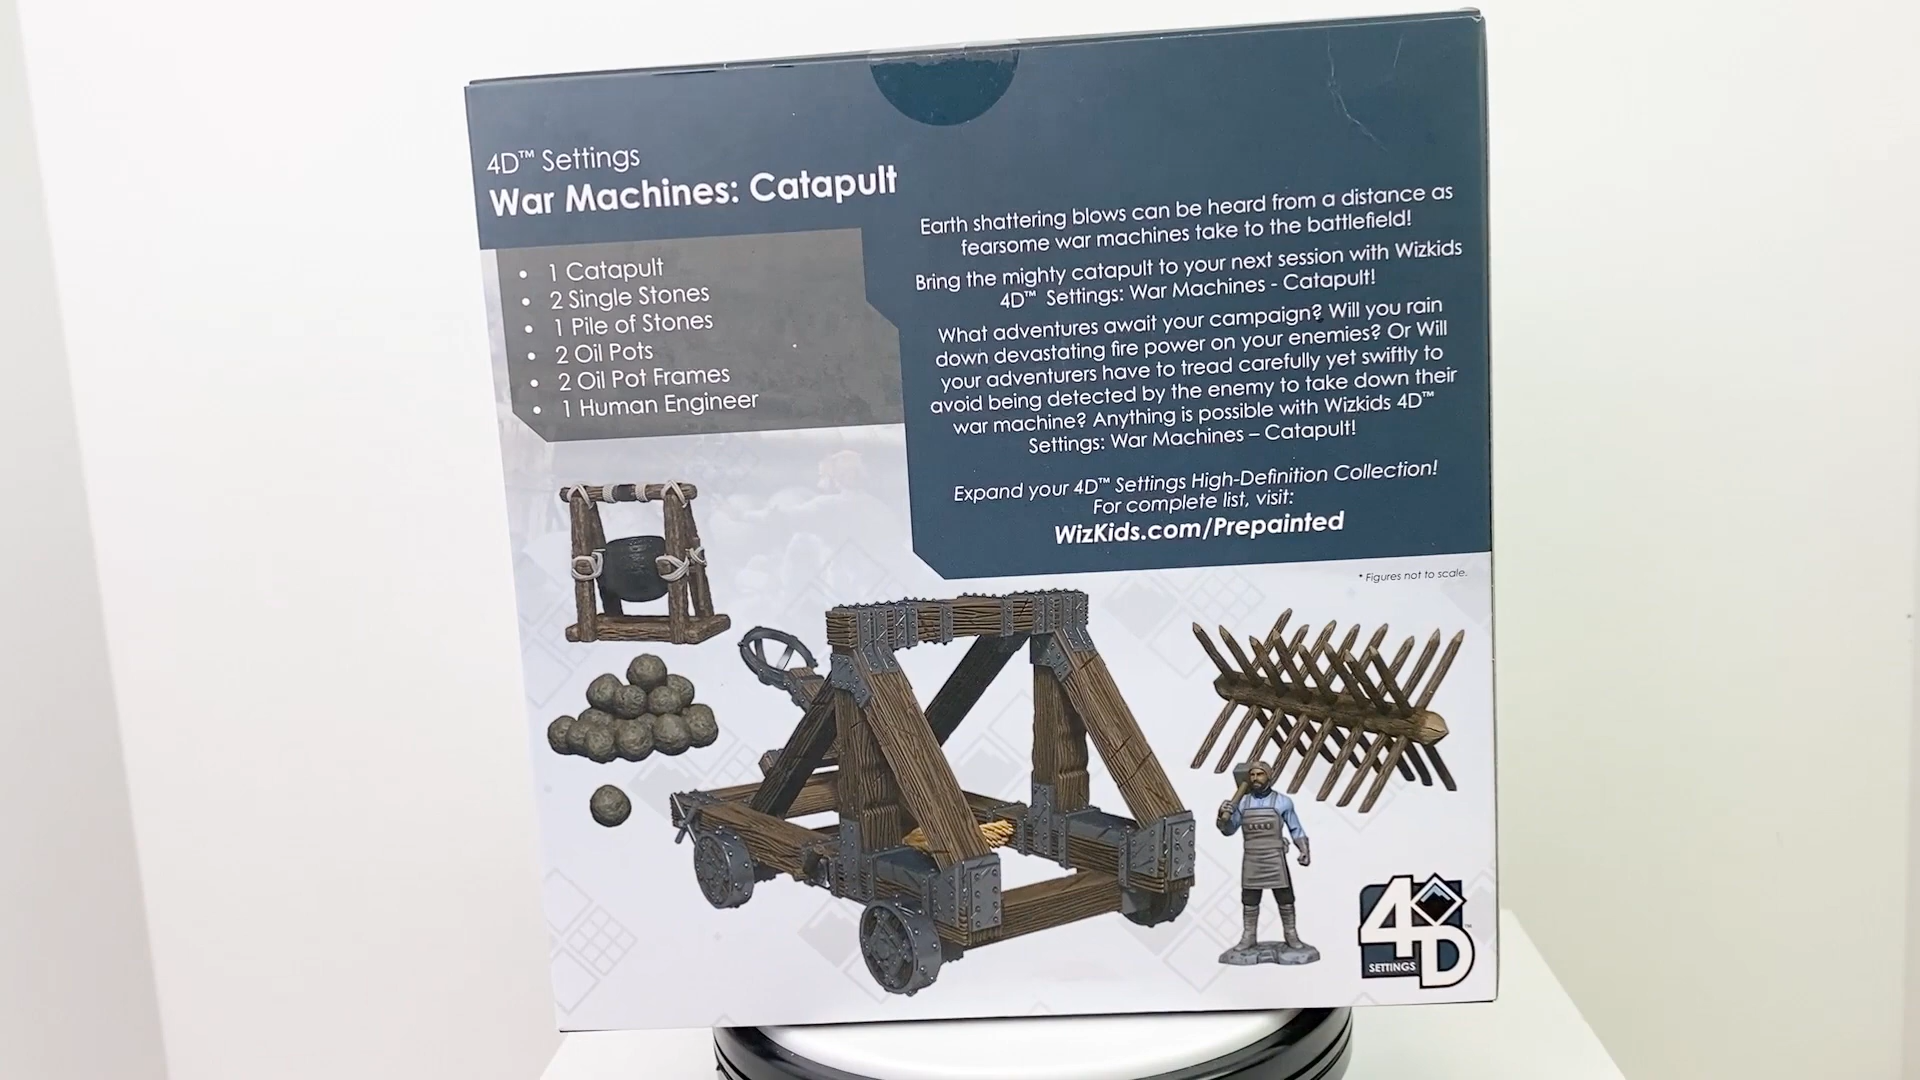 4D™ Settings
War Machines: Catapult
• 1 Catapult
• 2 Single Stones
• 1 Pile of Stones
• 2 Oil Pots
• 2 Oil Pot Frames
• 1 Human Engineer
Earth shattering blows can be heard from a distance as
fearsome war machines take to the battlefield!
Bring the mighty catapult to your next session with Wizkids
4D™ Settings: War Machines - Catapult!
What adventures await your campaign? Will you rain
down devastating fire power on your enemies? Or Will
your adventurers have to tread carefully yet swiftly to
avoid being detected by the enemy to take down their
war machine? Anything is possible with Wizkids 4D™
Settings: War Machines – Catapult!
Expand your 4D™ Settings High-Definition Collection!
For complete list, visit:
WizKids.com/Prepainted
* Figures not to scale.
4D
SETTINGS